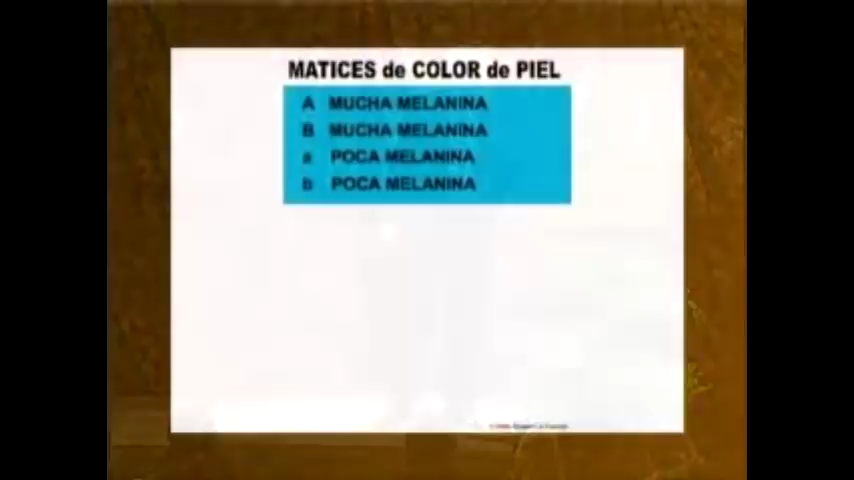 MATICES de COLOR de PIEL
A MUCHA MELANINA
B MUCHA MELANINA
a POCA MELANINA
b POCA MELANINA